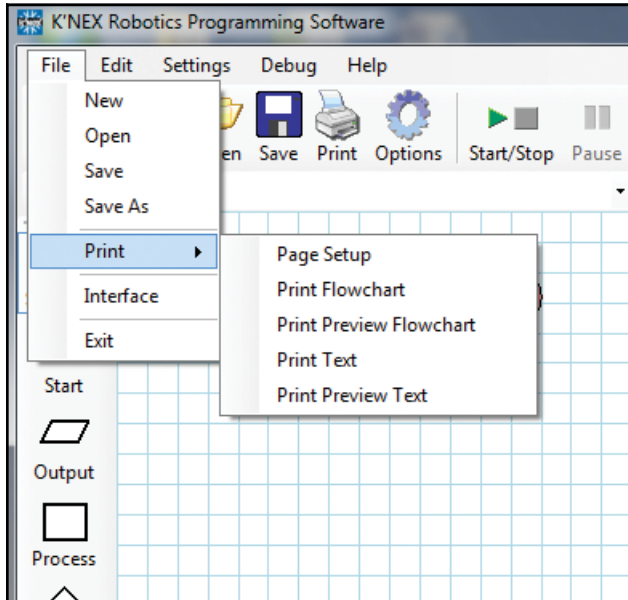 K'NEX Robotics Programming Software
File Edit Settings Debug Help
New
Open
Save
Save As
Print
Interface
Exit
en Save Print Options Start/Stop Pause
Page Setup
Print Flowchart
Print Preview Flowchart
Print Text
Print Preview Text
Start
Output
Process